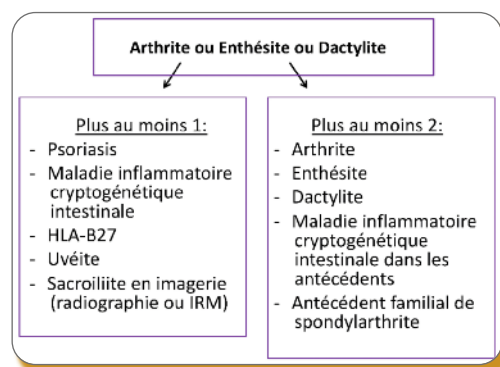 Arthrite ou Enthésite ou Dactylite
Plus au moins 1:
- Psoriasis
- Maladie inflammatoire
cryptogénétique
intestinale
- HLA-B27
- Uvéite
- Sacroiliite en imagerie
(radiographie ou IRM)
Plus au moins 2:
- Arthrite
- Enthésite
- Dactylite
- Maladie inflammatoire
cryptogénétique
intestinale dans les
antécédents
- Antécédent familial de
spondylarthrite